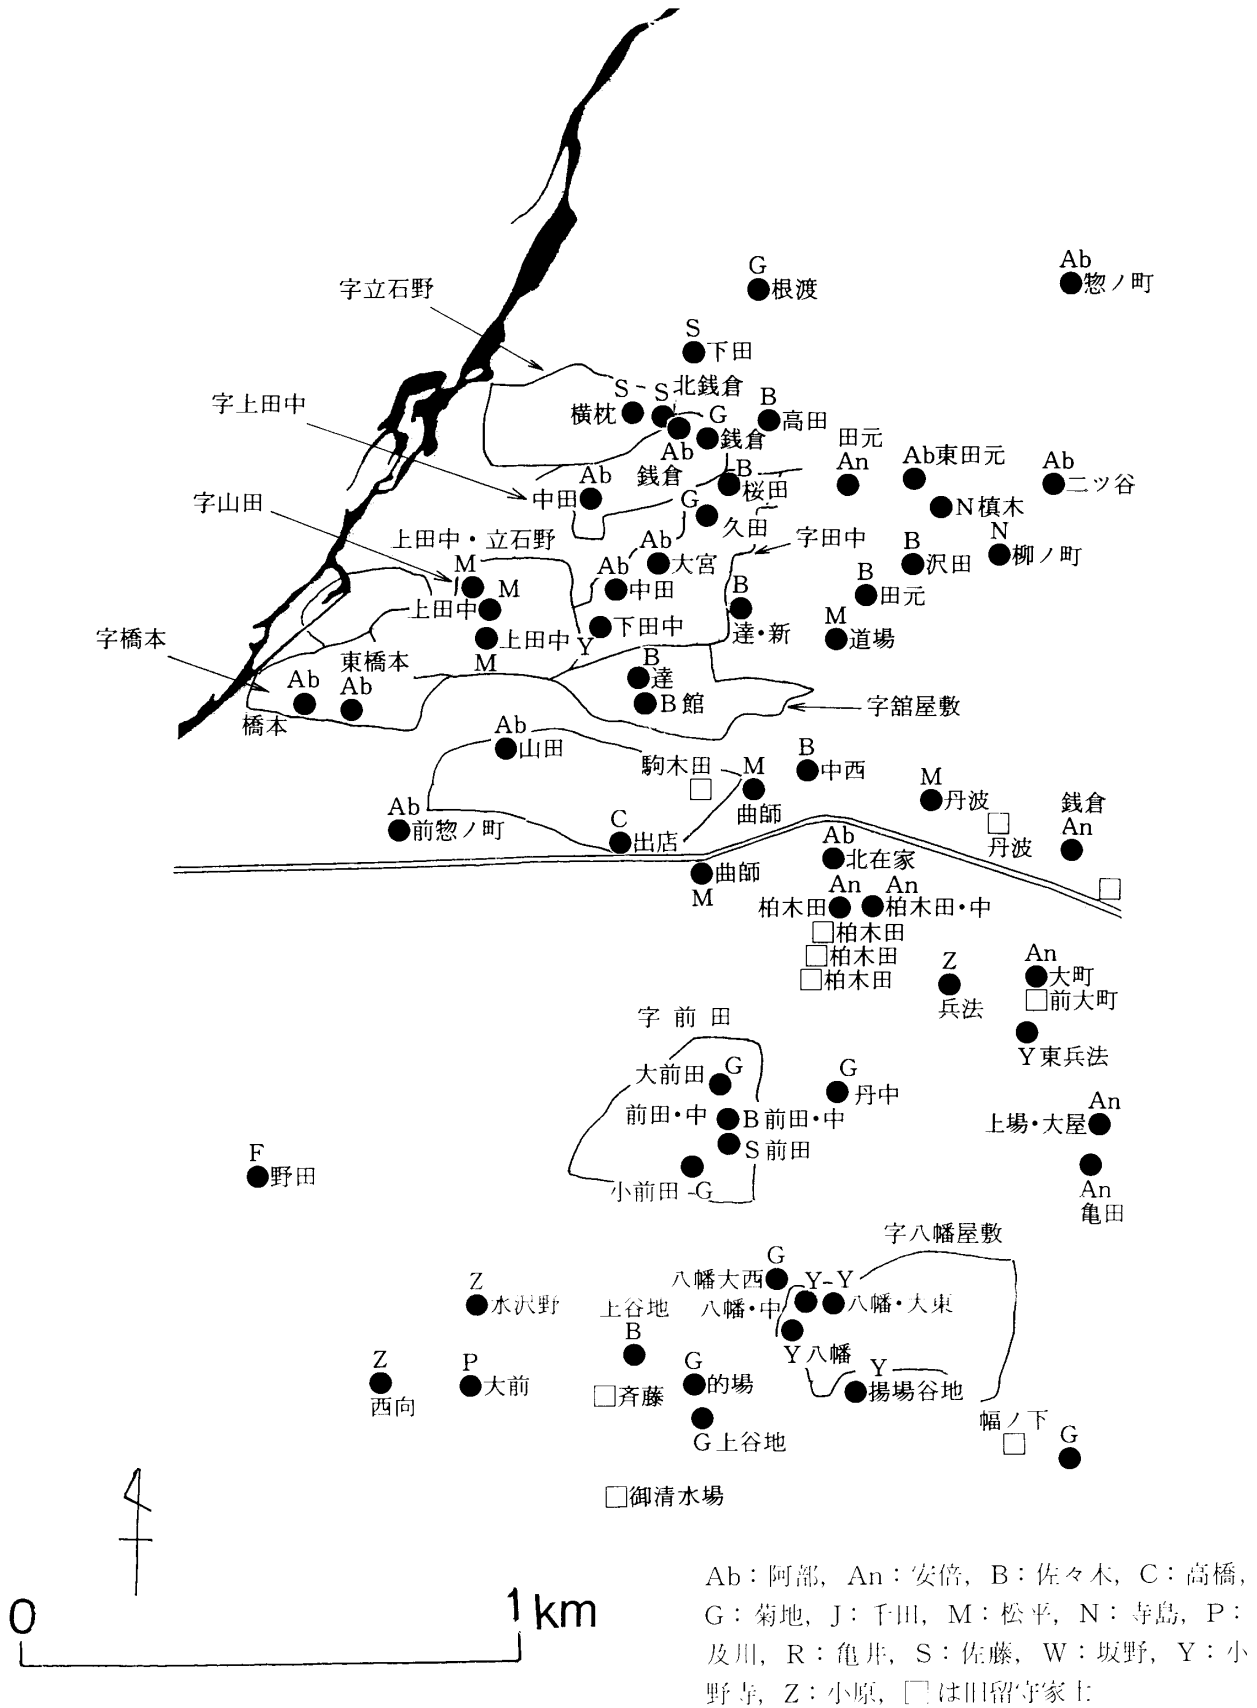 G
根渡
Ab
惣ノ町
字立石野
S
下田
S
横枕
S
北銭倉
Ab
銭倉
G
銭倉
B
高田
字上田中
田元
An
Ab東田元
Ab
二ツ谷
Ab
中田
B
桜田
字山田
G
久田
N槙木
上田中・立石野
字田中
M
M
上田中
上田中
M
Ab
大宮
Ab
中田
B
沢田
N
柳ノ町
B
田元
B
達・新
M
道場
下田中
Y
字橋本
東橋本
Ab
Ab
橋本
B
達
B館
字舘屋敷
Ab
山田
駒木田
□
M
曲師
B
中西
M
丹波
□
丹波
銭倉
An
Ab
前惣ノ町
C
出店
Ab
北在家
曲師
M
□
An
柏木田
An
柏木田・中
□柏木田
□柏木田
□柏木田
Z
兵法
An
大町
□前大町
Y東兵法
字前田
大前田
G
G
丹中
前田・中
B前田・中
S前田
小前田 G
An
上場・大屋
An
亀田
F
野田
字八幡屋敷
G
八幡大西
Y Y
八幡・中
八幡・大東
Y八幡
Y
揚場谷地
Z
水沢野
上谷地
B
Z
西向
P
大前
□斉藤
G
的場
G上谷地
幅ノ下
□
G
□御清水場
0 1km
Ab：阿部，An：安倍，B：佐々木，C：高橋，
G：菊地，J：千田，M：松平，N：寺島，P：
及川，R：亀井，S：佐藤，W：坂野，Y：小
野寺，Z：小原，□は旧留守家士